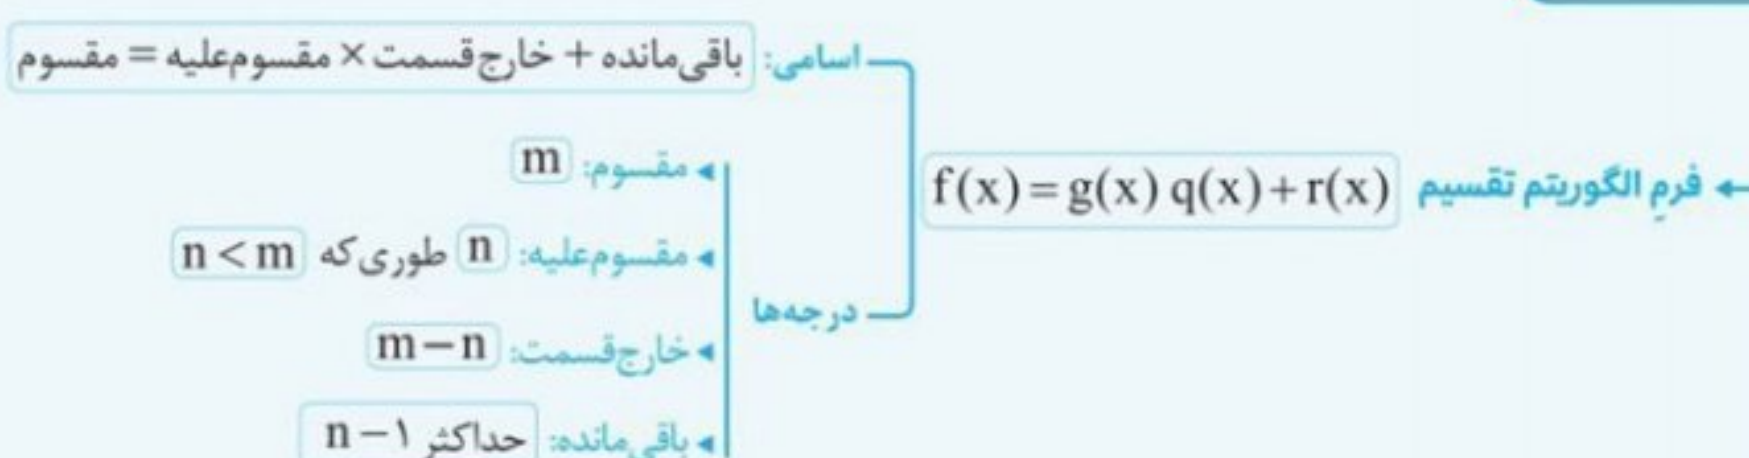 فرمِ الگوریتم تقسیم f(x)=g(x) q(x)+r(x)
اسامی: باقی‌مانده + خارج‌قسمت × مقسوم‌علیه = مقسوم
درجه‌ها
مقسوم: m
مقسوم‌علیه: n طوری‌که n < m
خارج‌قسمت: m−n
باقی‌مانده: حداکثر n−۱